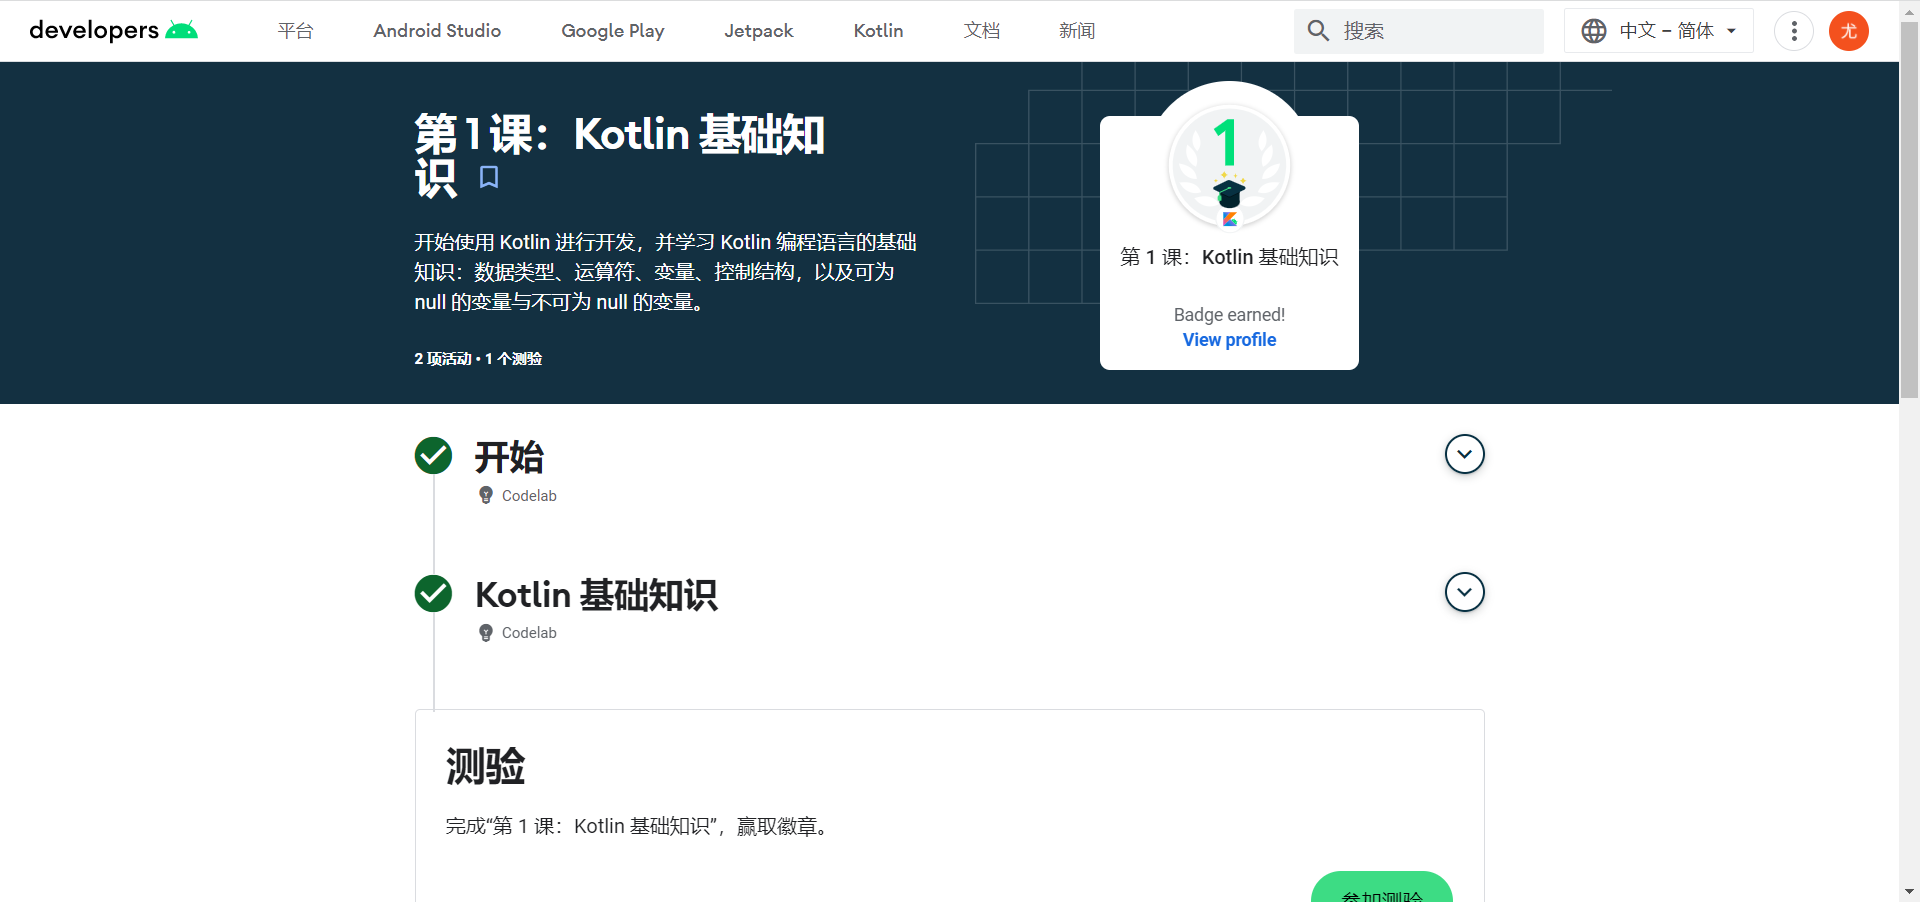 developers
平台
Android Studio
Google Play
Jetpack
Kotlin
文档
新闻
搜索
中文 – 简体
尤
第 1 课：Kotlin 基础知
识
开始使用 Kotlin 进行开发，并学习 Kotlin 编程语言的基础
知识：数据类型、运算符、变量、控制结构，以及可为
null 的变量与不可为 null 的变量。
2 项活动 • 1 个测验
1
第 1 课：Kotlin 基础知识
Badge earned!
View profile
开始
Codelab
Kotlin 基础知识
Codelab
测验
完成“第 1 课：Kotlin 基础知识”，赢取徽章。
参加测验